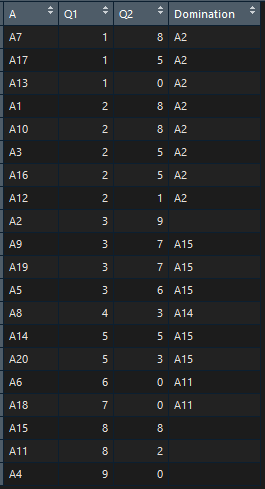 A Q1 Q2 Domination
A7 1 8 A2
A17 1 5 A2
A13 1 0 A2
A1 2 8 A2
A10 2 8 A2
A3 2 5 A2
A16 2 5 A2
A12 2 1 A2
A2 3 9
A9 3 7 A15
A19 3 7 A15
A5 3 6 A15
A8 4 3 A14
A14 5 5 A15
A20 5 3 A15
A6 6 0 A11
A18 7 0 A11
A15 8 8
A11 8 2
A4 9 0